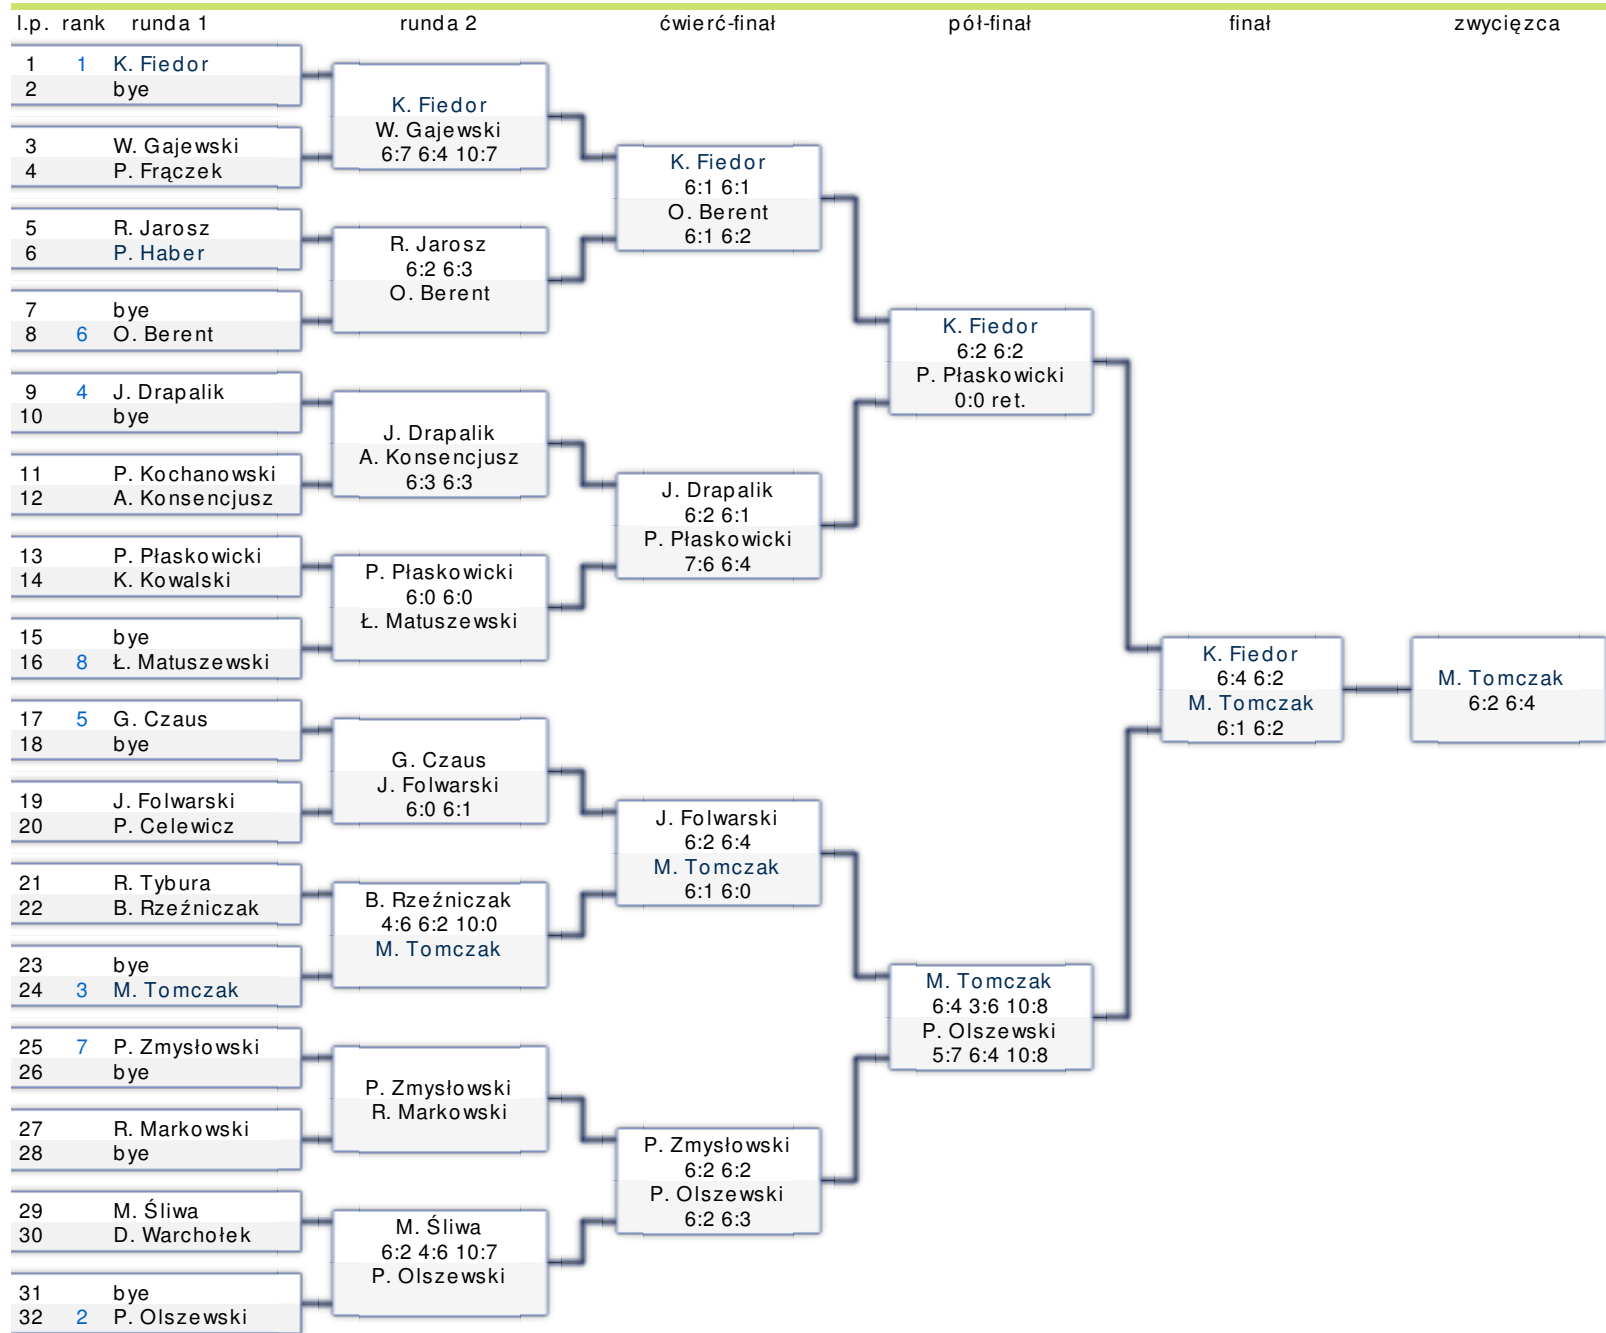 l.p. rank runda 1 runda 2 ćwierć-finał pół-finał finał zwycięzca
1 1 K. Fiedor
2 bye
3 W. Gajewski
4 P. Frączek
5 R. Jarosz
6 P. Haber
7 bye
8 6 O. Berent
9 4 J. Drapalik
10 bye
11 P. Kochanowski
12 A. Konsencjusz
13 P. Płaskowicki
14 K. Kowalski
15 bye
16 8 Ł. Matuszewski
17 5 G. Czaus
18 bye
19 J. Folwarski
20 P. Celewicz
21 R. Tybura
22 B. Rzeźniczak
23 bye
24 3 M. Tomczak
25 7 P. Zmysłowski
26 bye
27 R. Markowski
28 bye
29 M. Śliwa
30 D. Warchołek
31 bye
32 2 P. Olszewski
K. Fiedor
W. Gajewski
6:7 6:4 10:7
R. Jarosz
6:2 6:3
O. Berent
J. Drapalik
A. Konsencjusz
6:3 6:3
P. Płaskowicki
6:0 6:0
Ł. Matuszewski
G. Czaus
J. Folwarski
6:0 6:1
B. Rzeźniczak
4:6 6:2 10:0
M. Tomczak
P. Zmysłowski
R. Markowski
M. Śliwa
6:2 4:6 10:7
P. Olszewski
K. Fiedor
6:1 6:1
O. Berent
6:1 6:2
J. Drapalik
6:2 6:1
P. Płaskowicki
7:6 6:4
J. Folwarski
6:2 6:4
M. Tomczak
6:1 6:0
P. Zmysłowski
6:2 6:2
P. Olszewski
6:2 6:3
K. Fiedor
6:2 6:2
P. Płaskowicki
0:0 ret.
M. Tomczak
6:4 3:6 10:8
P. Olszewski
5:7 6:4 10:8
K. Fiedor
6:4 6:2
M. Tomczak
6:1 6:2
M. Tomczak
6:2 6:4